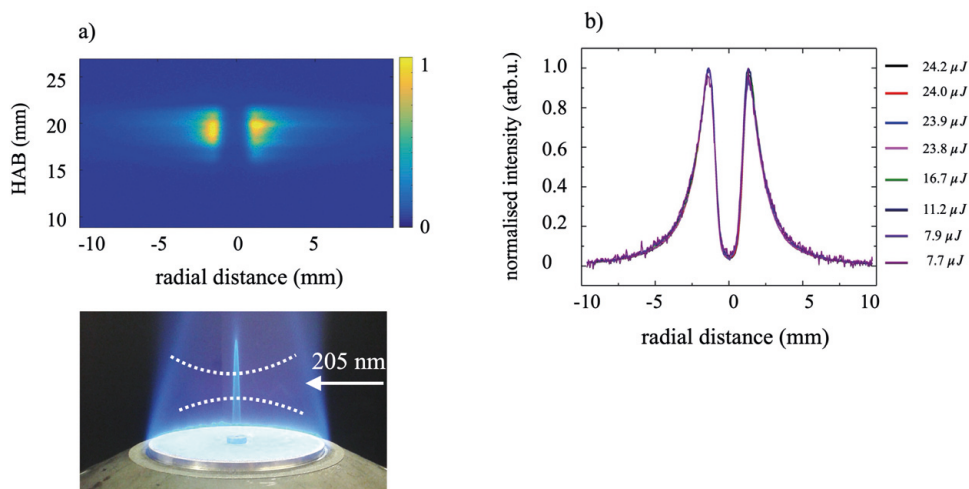 a)
HAB (mm)
25
20
15
10
1
0
-10
-5
0
5
radial distance (mm)
205 nm
b)
normalised intensity (arb.u.)
1.0
0.8
0.6
0.4
0.2
0
-10
-5
0
5
10
radial distance (mm)
24.2 μJ
24.0 μJ
23.9 μJ
23.8 μJ
16.7 μJ
11.2 μJ
7.9 μJ
7.7 μJ